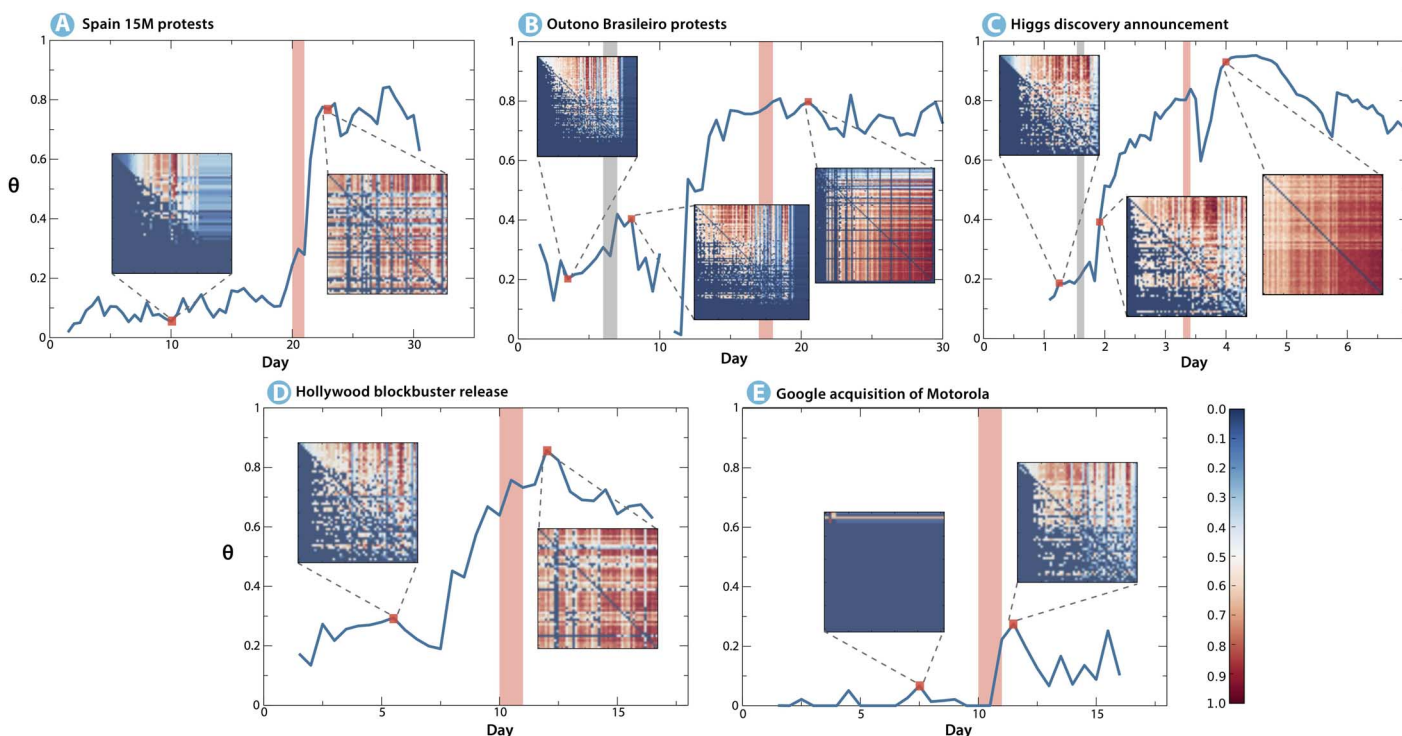 A Spain 15M protests
B Outono Brasileiro protests
C Higgs discovery announcement
1
0.8
0.6
θ
0.4
0.2
0
0 10 20 30
Day
1
0.8
0.6
0.4
0.2
0
0 10 20 30
Day
1
0.8
0.6
0.4
0.2
0
0 1 2 3 4 5 6
Day
D Hollywood blockbuster release
E Google acquisition of Motorola
1
0.8
0.6
θ
0.4
0.2
0
0 5 10 15
Day
1
0.8
0.6
0.4
0.2
0
0 5 10 15
Day
0.0
0.1
0.2
0.3
0.4
0.5
0.6
0.7
0.8
0.9
1.0